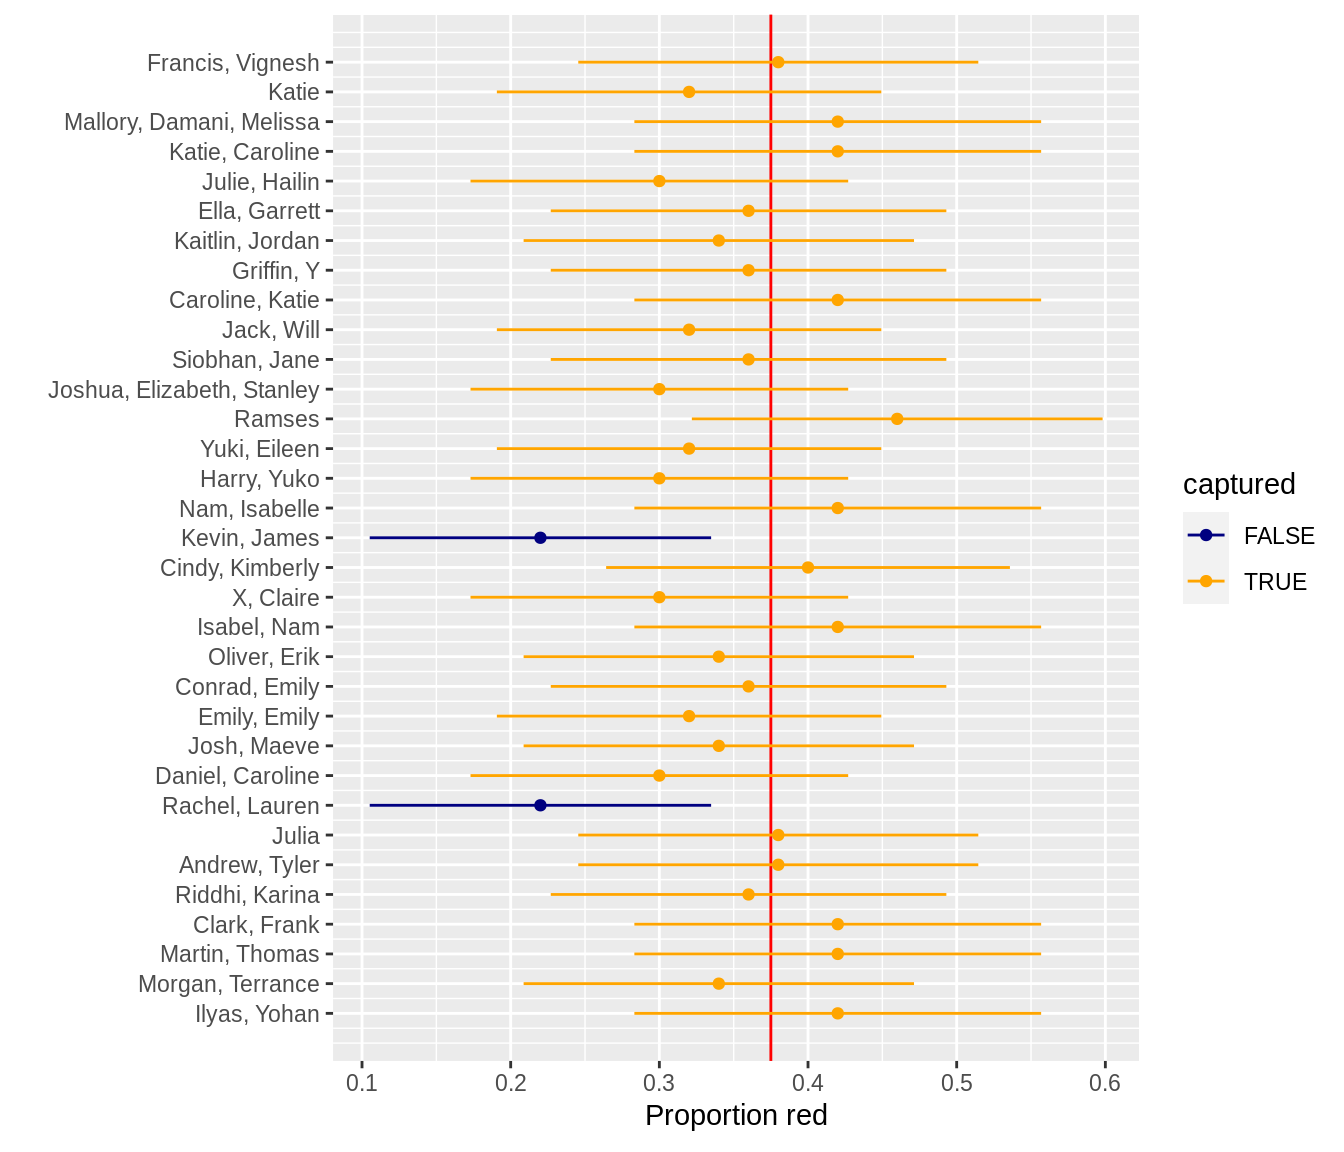 Francis, Vignesh
Katie
Mallory, Damani, Melissa
Katie, Caroline
Julie, Hailin
Ella, Garrett
Kaitlin, Jordan
Griffin, Y
Caroline, Katie
Jack, Will
Siobhan, Jane
Joshua, Elizabeth, Stanley
Ramses
Yuki, Eileen
Harry, Yuko
Nam, Isabelle
Kevin, James
Cindy, Kimberly
X, Claire
Isabel, Nam
Oliver, Erik
Conrad, Emily
Emily, Emily
Josh, Maeve
Daniel, Caroline
Rachel, Lauren
Julia
Andrew, Tyler
Riddhi, Karina
Clark, Frank
Martin, Thomas
Morgan, Terrance
Ilyas, Yohan
0.1 0.2 0.3 0.4 0.5 0.6
Proportion red
captured
FALSE
TRUE